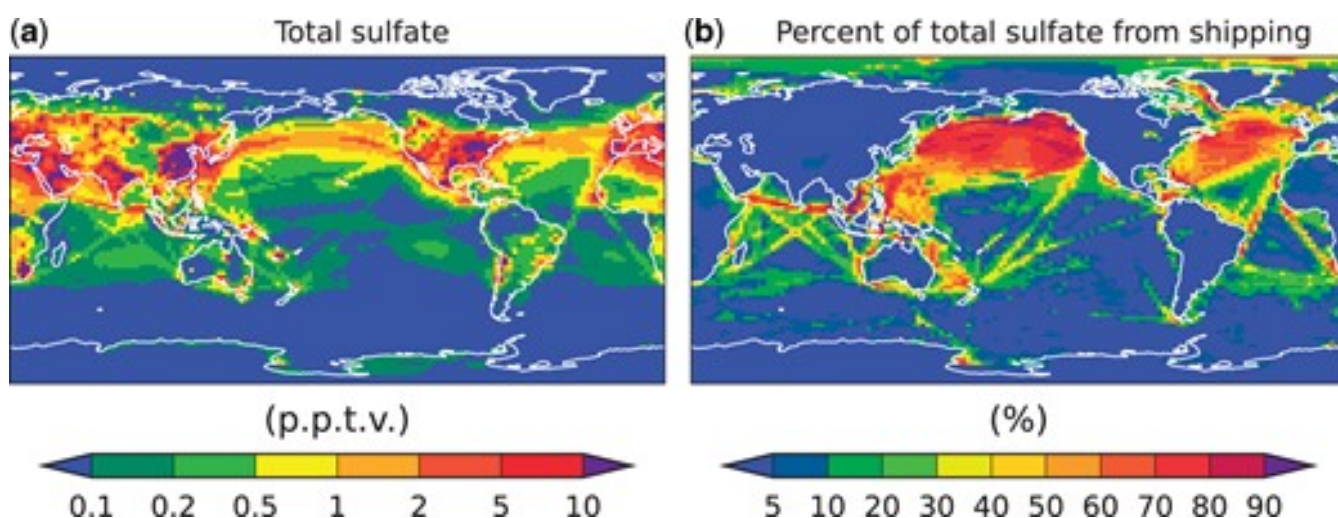 (a) Total sulfate
(b) Percent of total sulfate from shipping
(p.p.t.v.)
0.1 0.2 0.5 1 2 5 10
(%)
5 10 20 30 40 50 60 70 80 90